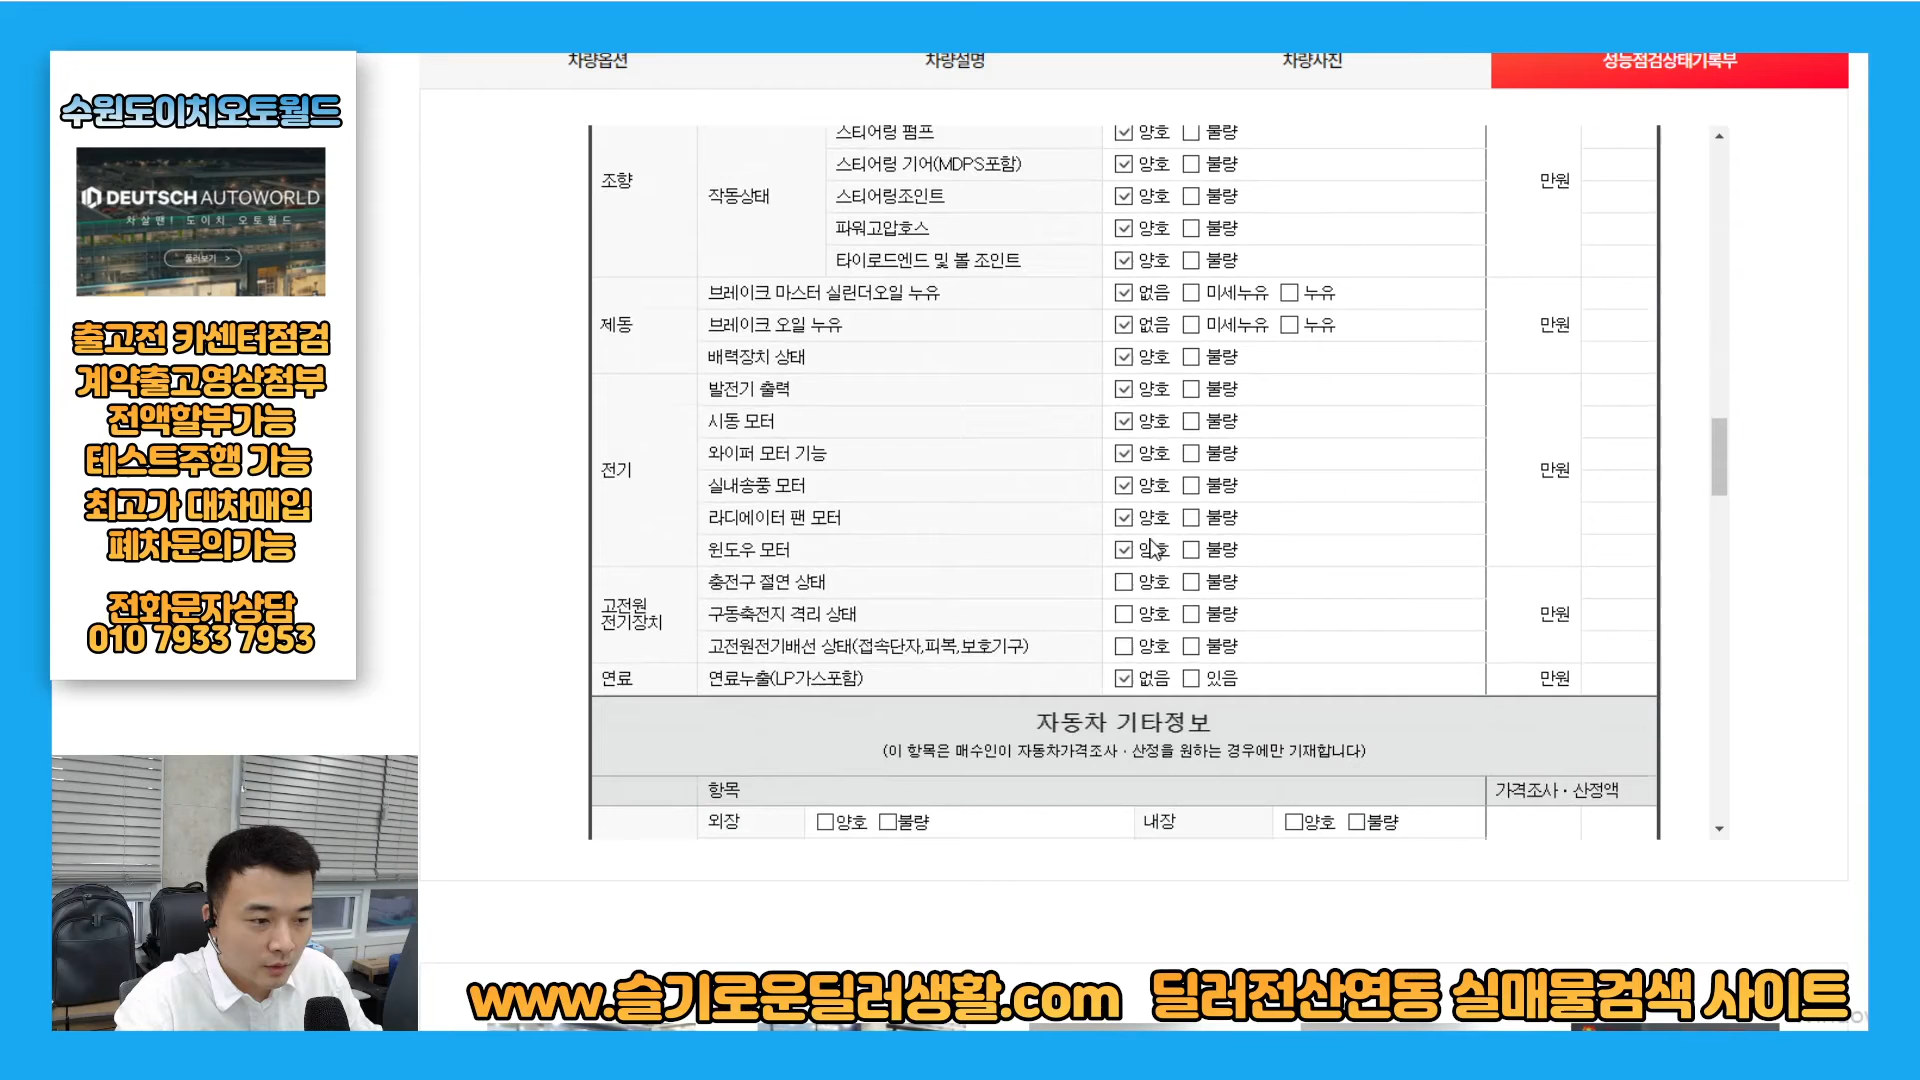 차량옵션
차량설명
차량사진
성능점검상태기록부
수원도이치오토월드
DEUTSCH AUTOWORLD
차 살 땐 ! 도 이 치 오 토 월 드
둘러보기 >
출고전 카센터점검
계약출고영상첨부
전액할부가능
테스트주행 가능
최고가 대차매입
폐차문의가능
전화문자상담
010 7933 7953
조향
작동상태
스티어링 펌프 양호 불량
스티어링 기어(MDPS포함) 양호 불량
스티어링조인트 양호 불량
파워고압호스 양호 불량
타이로드엔드 및 볼 조인트 양호 불량
만원
제동
브레이크 마스터 실린더오일 누유 없음 미세누유 누유
브레이크 오일 누유 없음 미세누유 누유
배력장치 상태 양호 불량
만원
전기
발전기 출력 양호 불량
시동 모터 양호 불량
와이퍼 모터 기능 양호 불량
실내송풍 모터 양호 불량
라디에이터 팬 모터 양호 불량
윈도우 모터 양호 불량
만원
고전원
전기장치
충전구 절연 상태 양호 불량
구동축전지 격리 상태 양호 불량
고전원전기배선 상태(접속단자,피복,보호기구) 양호 불량
만원
연료 연료누출(LP가스포함) 없음 있음 만원
자동차 기타정보
(이 항목은 매수인이 자동차가격조사 · 산정을 원하는 경우에만 기재합니다)
항목 가격조사 · 산정액
외장 양호 불량 내장 양호 불량
www.슬기로운딜러생활.com 딜러전산연동 실매물검색 사이트